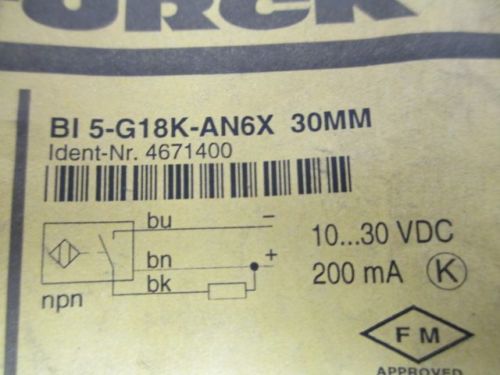 TURCK
BI 5-G18K-AN6X 30MM
Ident-Nr. 4671400
bu −
10...30 VDC
bn +
200 mA K
bk
npn
FM
APPROVED